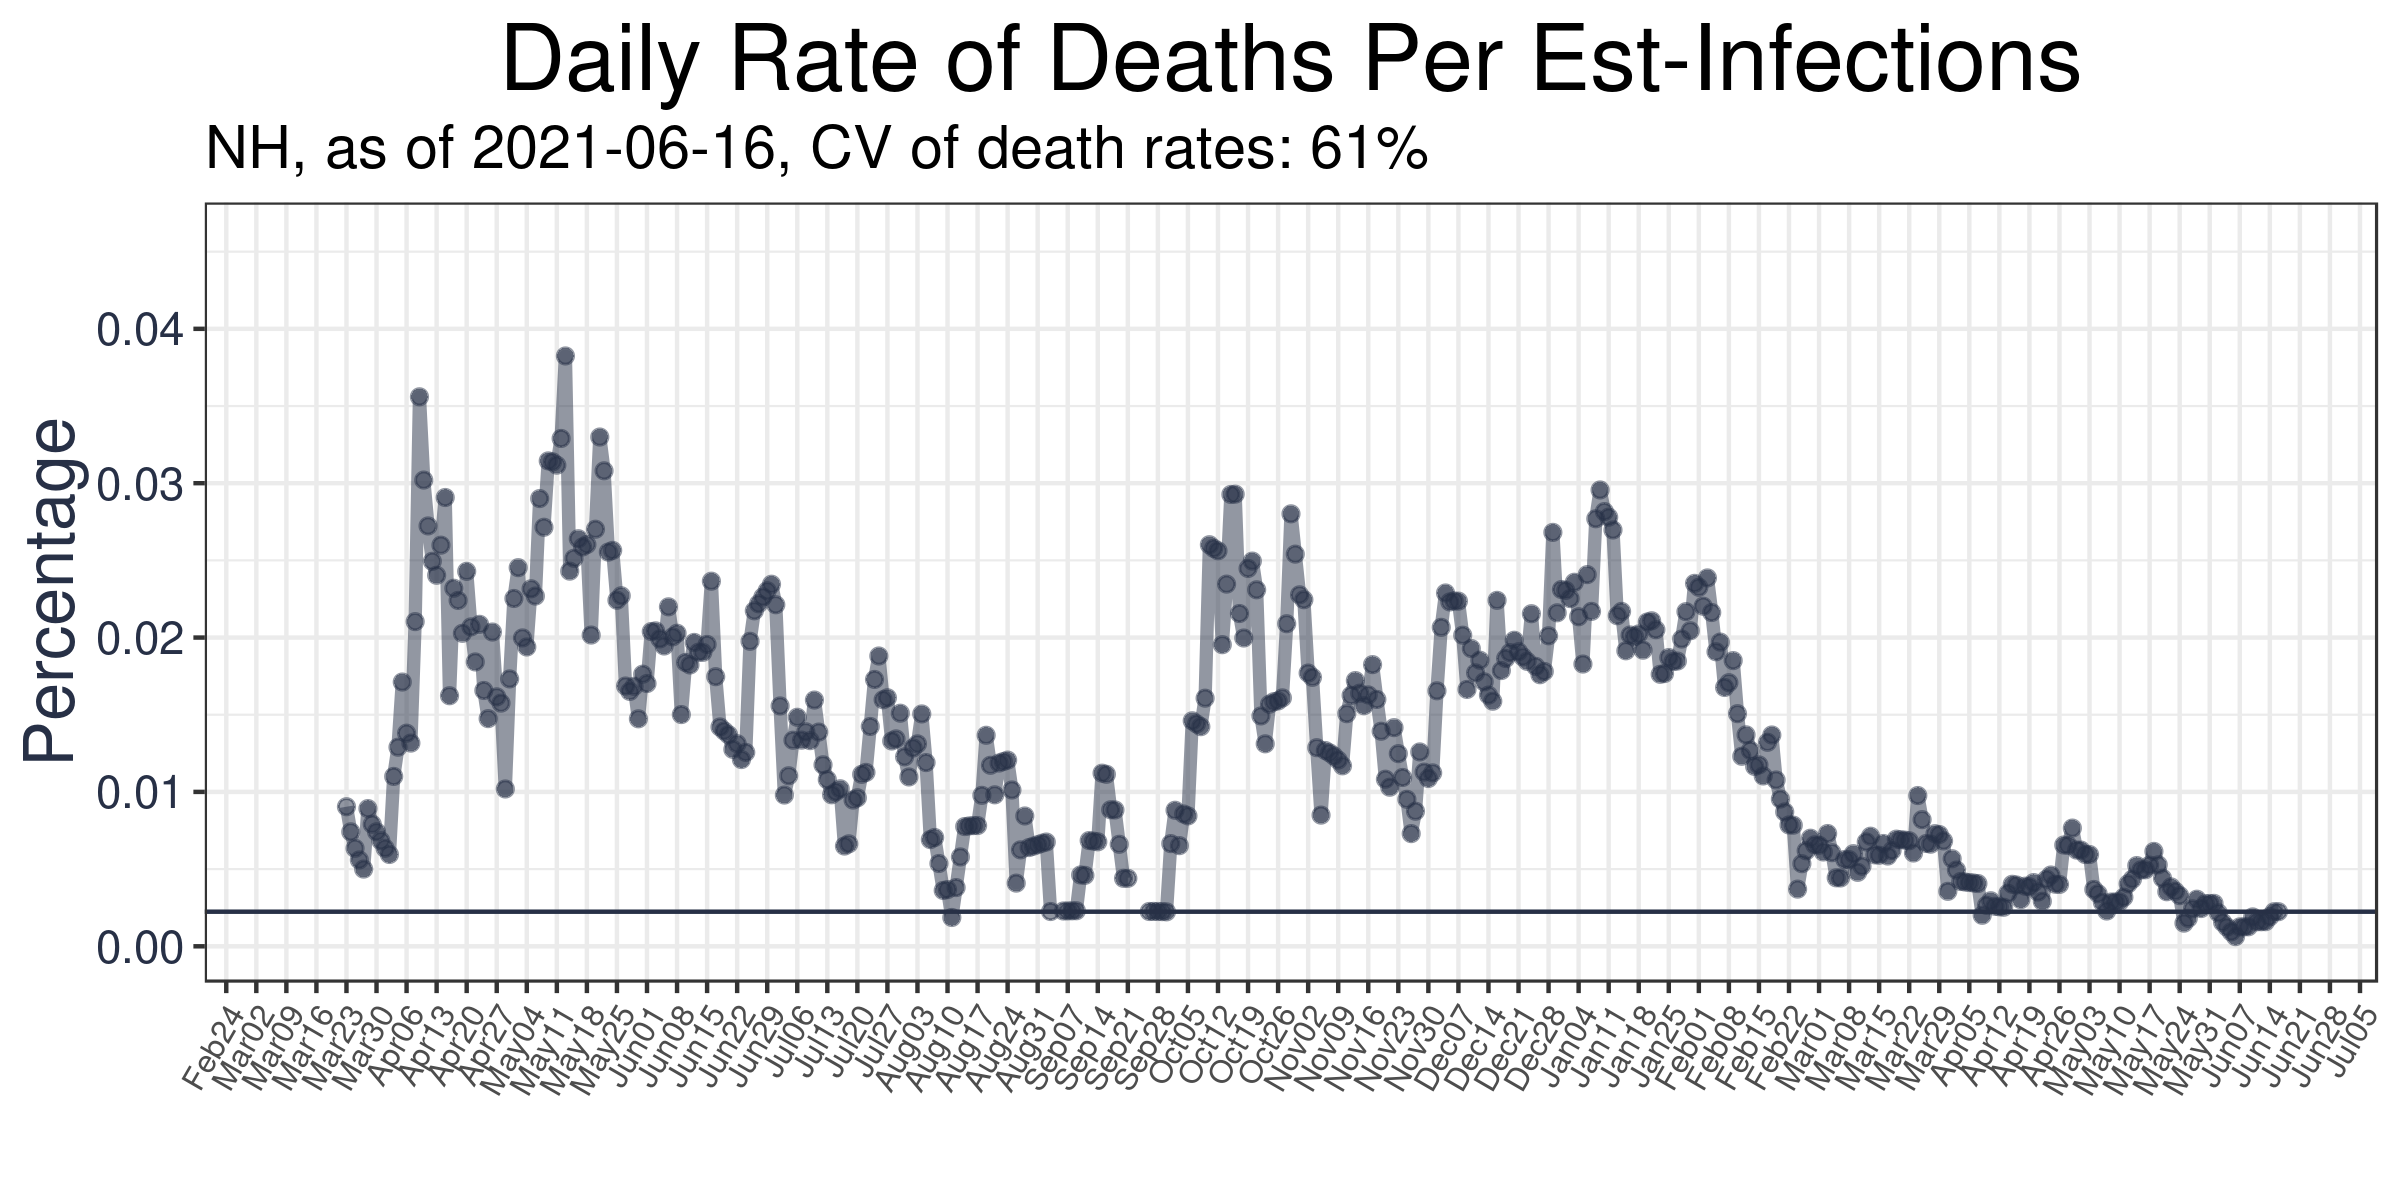 Daily Rate of Deaths Per Est-Infections
NH, as of 2021-06-16, CV of death rates: 61%
Percentage
0.04
0.03
0.02
0.01
0.00
Feb24
Mar02
Mar09
Mar16
Mar23
Mar30
Apr06
Apr13
Apr20
Apr27
May04
May11
May18
May25
Jun01
Jun08
Jun15
Jun22
Jun29
Jul06
Jul13
Jul20
Jul27
Aug03
Aug10
Aug17
Aug24
Aug31
Sep07
Sep14
Sep21
Sep28
Oct05
Oct12
Oct19
Oct26
Nov02
Nov09
Nov16
Nov23
Nov30
Dec07
Dec14
Dec21
Dec28
Jan04
Jan11
Jan18
Jan25
Feb01
Feb08
Feb15
Feb22
Mar01
Mar08
Mar15
Mar22
Mar29
Apr05
Apr12
Apr19
Apr26
May03
May10
May17
May24
May31
Jun07
Jun14
Jun21
Jun28
Jul05